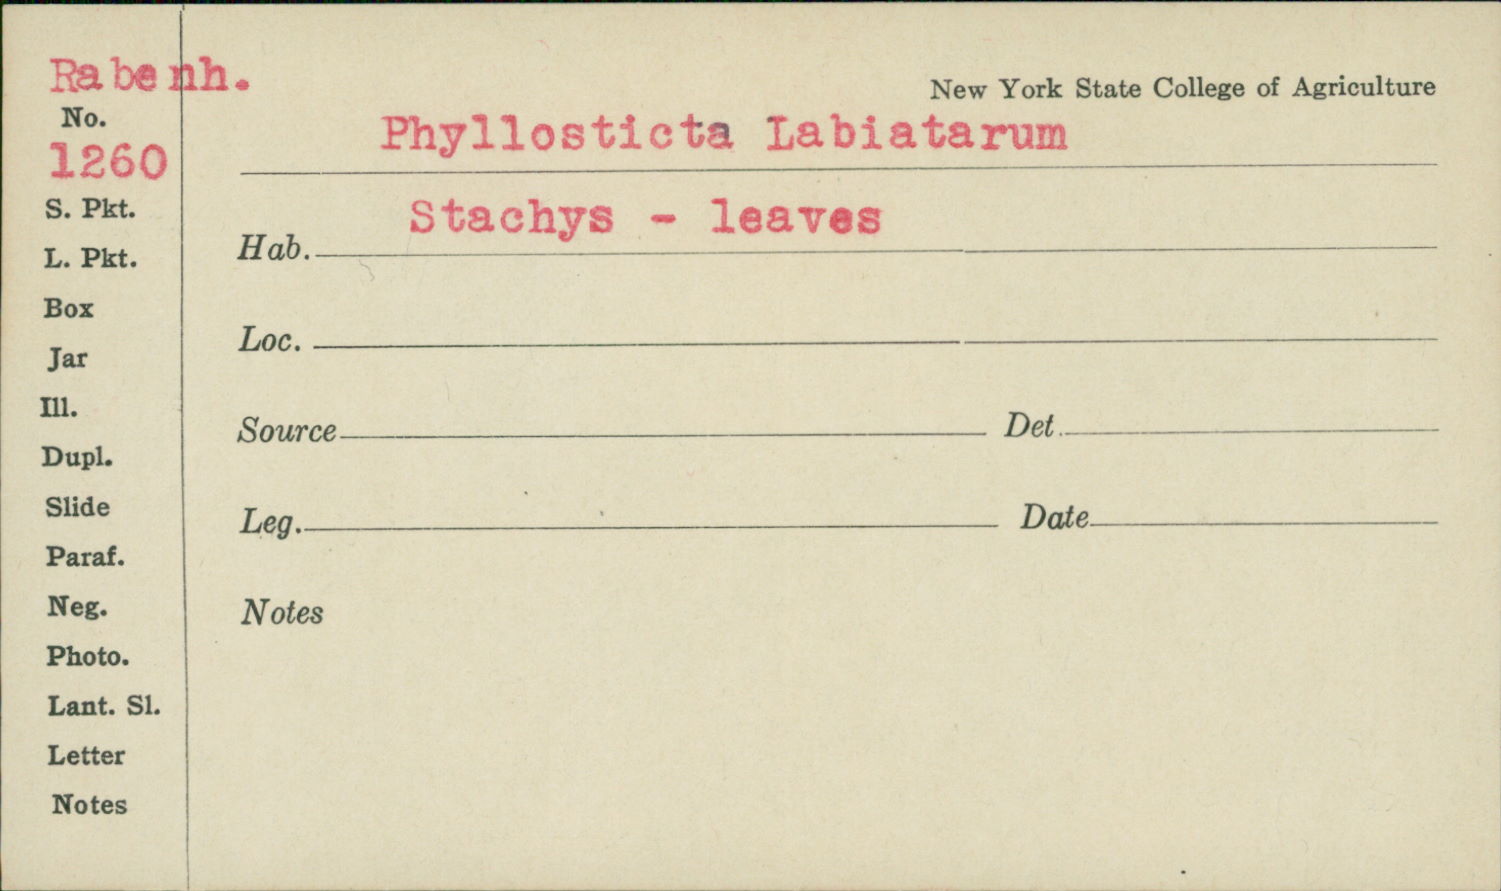 Rabenh.
New York State College of Agriculture
No.
1260
Phyllosticta Labiatarum
Stachys - leaves
S. Pkt.
Hab.
L. Pkt.
Box
Loc.
Jar
Ill.
Source Det.
Dupl.
Slide
Leg. Date
Paraf.
Neg.
Notes
Photo.
Lant. Sl.
Letter
Notes